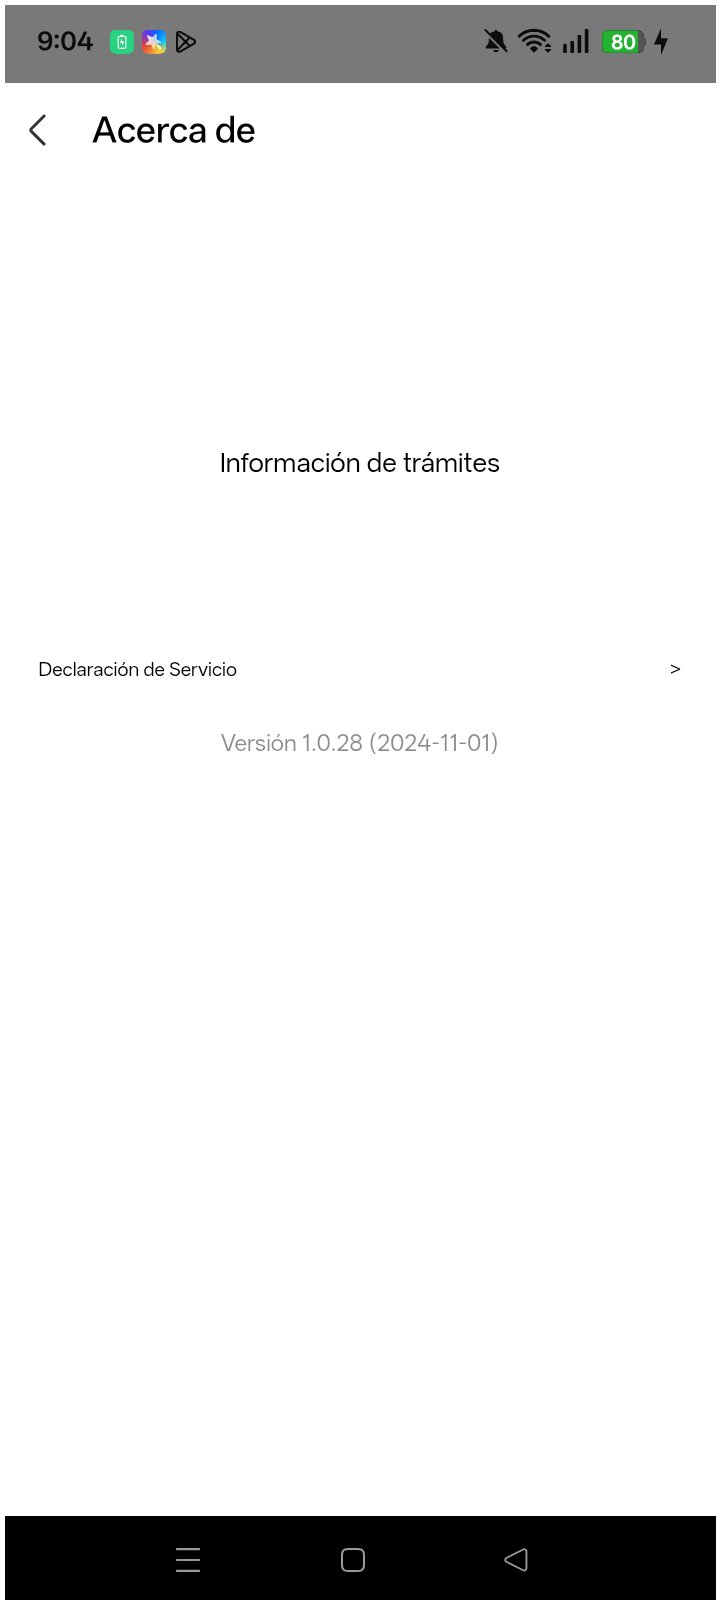 9:04
80
Acerca de
Información de trámites
Declaración de Servicio >
Versión 1.0.28 (2024-11-01)